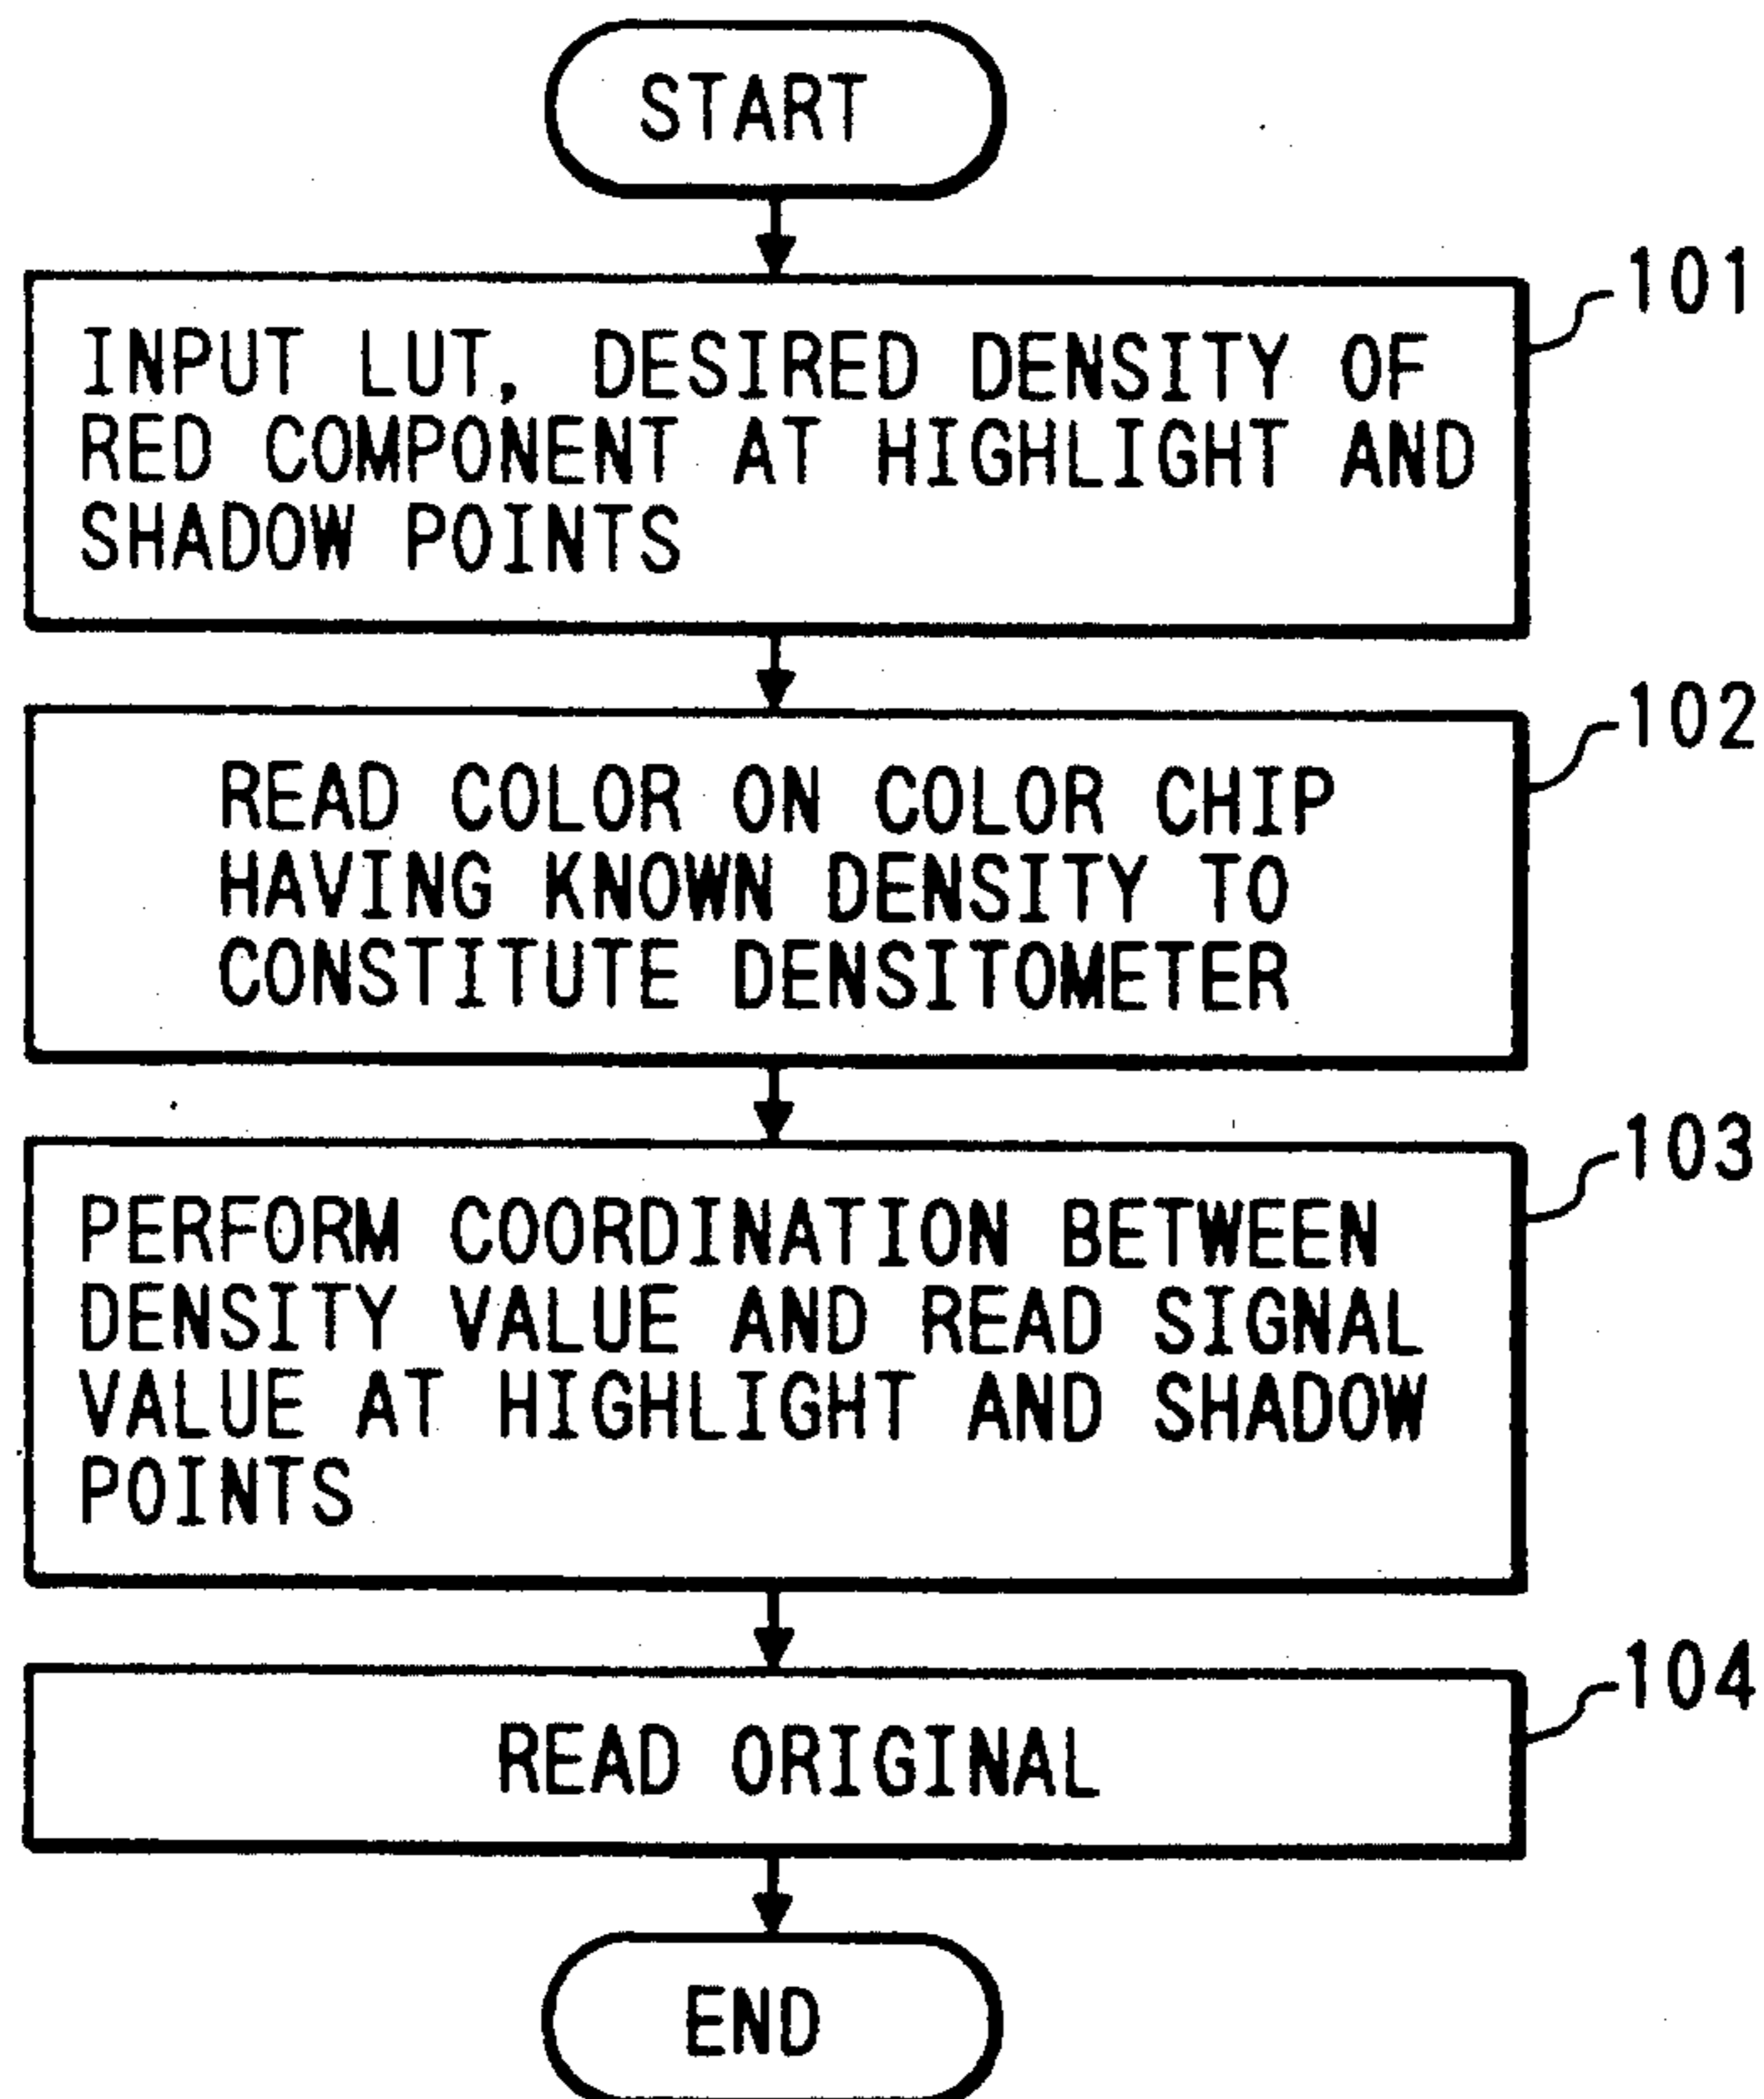 START
101
INPUT LUT, DESIRED DENSITY OF
RED COMPONENT AT HIGHLIGHT AND
SHADOW POINTS
102
READ COLOR ON COLOR CHIP
HAVING KNOWN DENSITY TO
CONSTITUTE DENSITOMETER
103
PERFORM COORDINATION BETWEEN
DENSITY VALUE AND READ SIGNAL
VALUE AT HIGHLIGHT AND SHADOW
POINTS
104
READ ORIGINAL
END